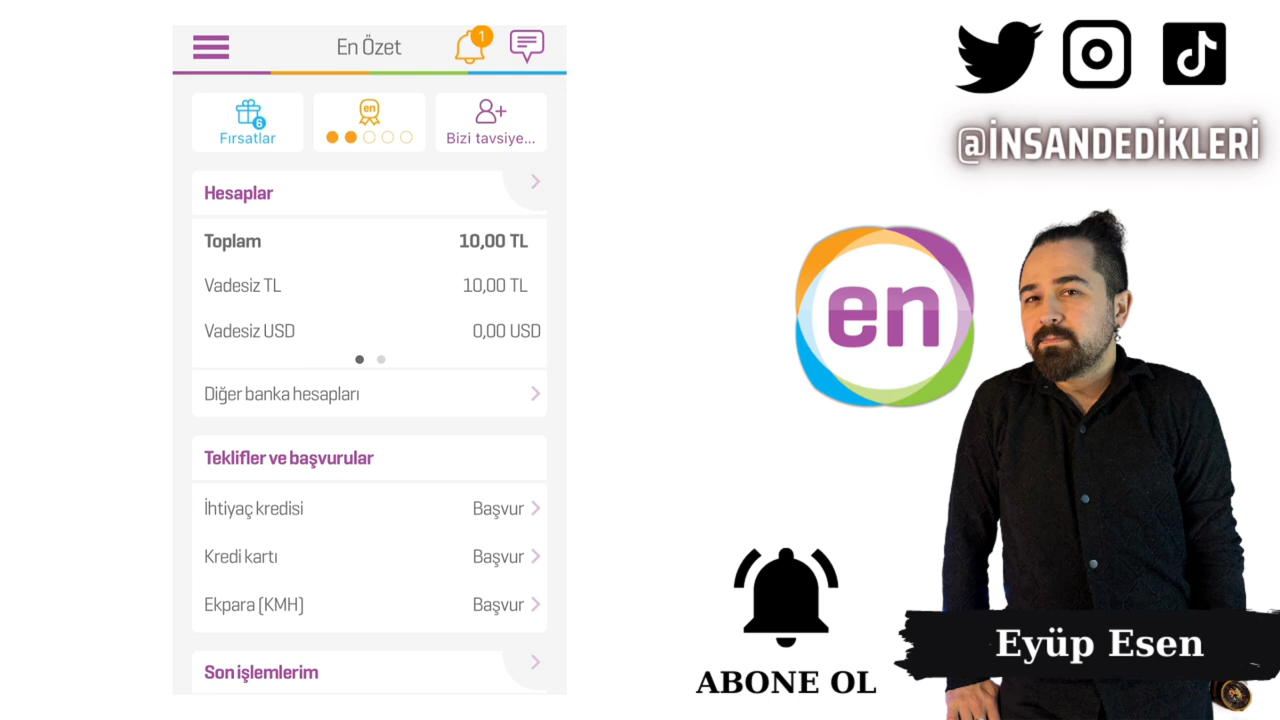 En Özet
1
6
Fırsatlar
en
Bizi tavsiye...
Hesaplar
Toplam 10,00 TL
Vadesiz TL 10,00 TL
Vadesiz USD 0,00 USD
Diğer banka hesapları
Teklifler ve başvurular
İhtiyaç kredisi Başvur
Kredi kartı Başvur
Ekpara (KMH) Başvur
Son işlemlerim
@İNSANDEDİKLERİ
en
ABONE OL
Eyüp Esen